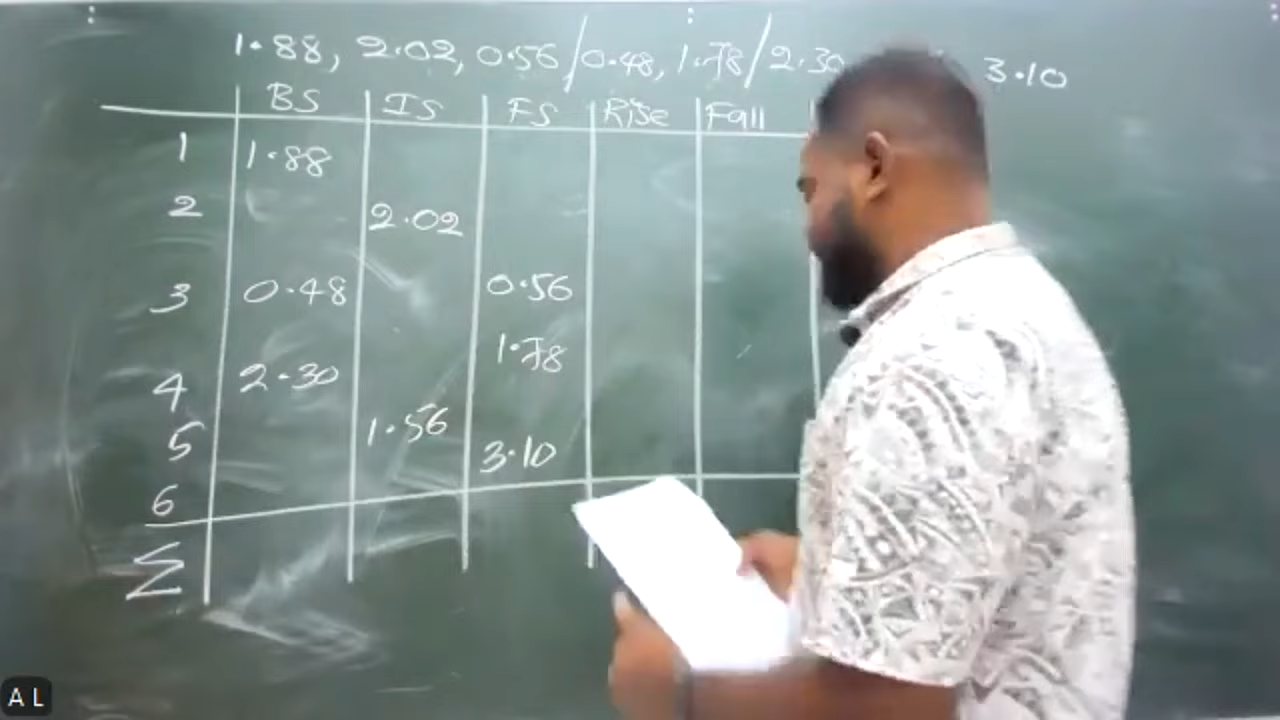 1.88, 2.02, 0.56/0.48, 1.78/2.30 3.10
BS IS FS Rise Fall
1 1.88
2 2.02
3 0.48 0.56
1.78
4 2.30
5 1.56
3.10
6
Σ
A L